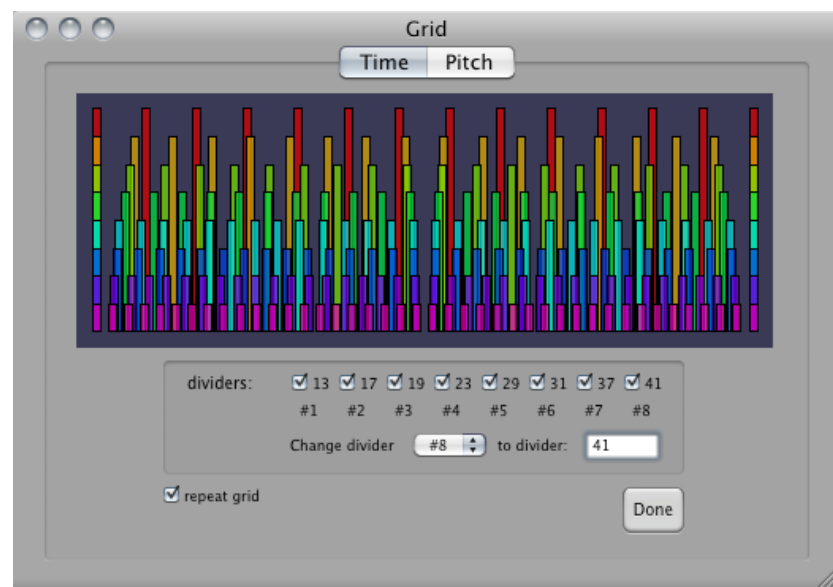 Grid
Time Pitch
dividers: 13 17 19 23 29 31 37 41
#1 #2 #3 #4 #5 #6 #7 #8
Change divider #8 to divider: 41
repeat grid
Done